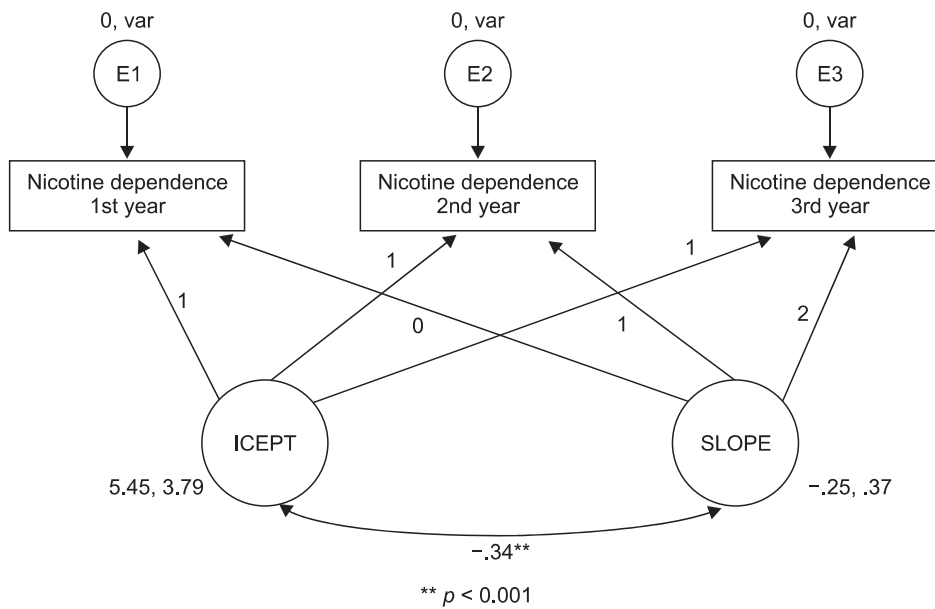 0, var
0, var
0, var
E1
E2
E3
Nicotine dependence
1st year
Nicotine dependence
2nd year
Nicotine dependence
3rd year
1
1
1
0
1
2
ICEPT
SLOPE
5.45, 3.79
−.25, .37
−.34**
** p < 0.001